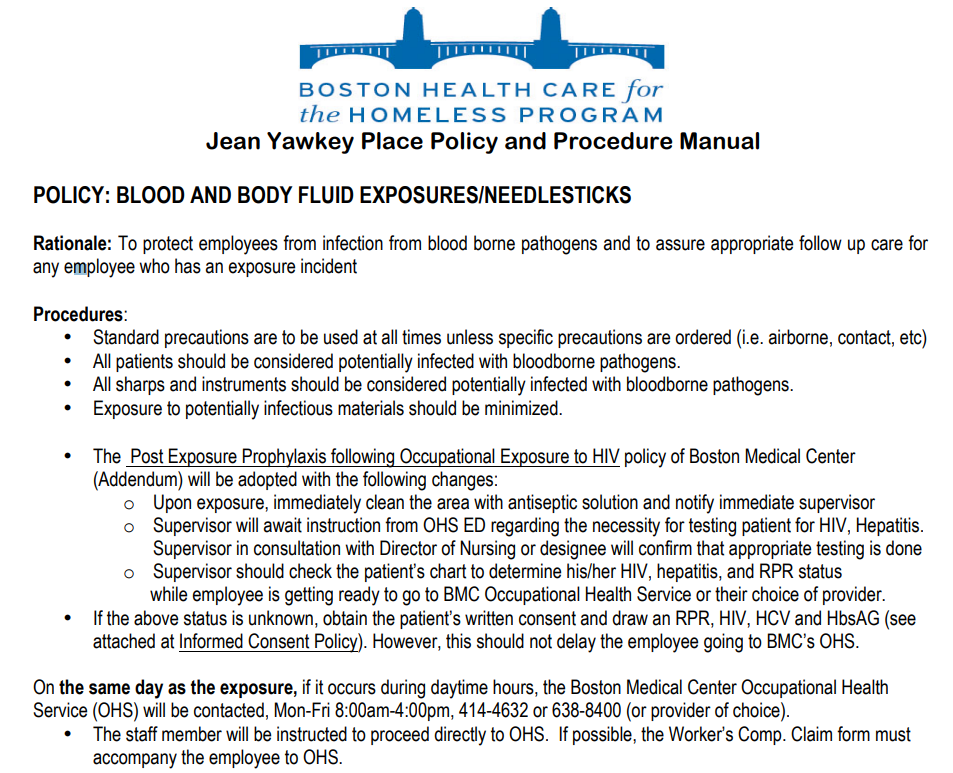 BOSTON HEALTH CARE for
the HOMELESS PROGRAM
Jean Yawkey Place Policy and Procedure Manual
POLICY: BLOOD AND BODY FLUID EXPOSURES/NEEDLESTICKS
Rationale: To protect employees from infection from blood borne pathogens and to assure appropriate follow up care for
any employee who has an exposure incident
Procedures:
• Standard precautions are to be used at all times unless specific precautions are ordered (i.e. airborne, contact, etc)
• All patients should be considered potentially infected with bloodborne pathogens.
• All sharps and instruments should be considered potentially infected with bloodborne pathogens.
• Exposure to potentially infectious materials should be minimized.
• The Post Exposure Prophylaxis following Occupational Exposure to HIV policy of Boston Medical Center
(Addendum) will be adopted with the following changes:
o Upon exposure, immediately clean the area with antiseptic solution and notify immediate supervisor
o Supervisor will await instruction from OHS ED regarding the necessity for testing patient for HIV, Hepatitis.
Supervisor in consultation with Director of Nursing or designee will confirm that appropriate testing is done
o Supervisor should check the patient's chart to determine his/her HIV, hepatitis, and RPR status
while employee is getting ready to go to BMC Occupational Health Service or their choice of provider.
• If the above status is unknown, obtain the patient's written consent and draw an RPR, HIV, HCV and HbsAG (see
attached at Informed Consent Policy). However, this should not delay the employee going to BMC's OHS.
On the same day as the exposure, if it occurs during daytime hours, the Boston Medical Center Occupational Health
Service (OHS) will be contacted, Mon-Fri 8:00am-4:00pm, 414-4632 or 638-8400 (or provider of choice).
• The staff member will be instructed to proceed directly to OHS. If possible, the Worker's Comp. Claim form must
accompany the employee to OHS.